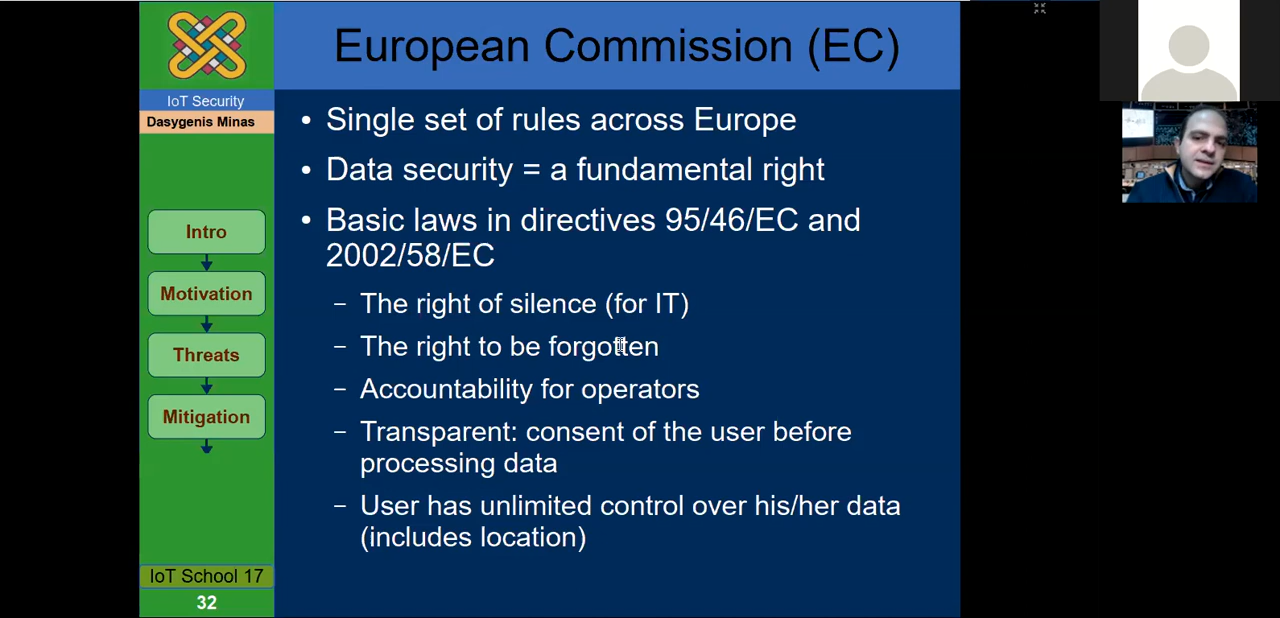 European Commission (EC)
IoT Security
Dasygenis Minas
Intro
Motivation
Threats
Mitigation
IoT School 17
32
• Single set of rules across Europe
• Data security = a fundamental right
• Basic laws in directives 95/46/EC and
2002/58/EC
– The right of silence (for IT)
– The right to be forgotten
– Accountability for operators
– Transparent: consent of the user before
processing data
– User has unlimited control over his/her data
(includes location)